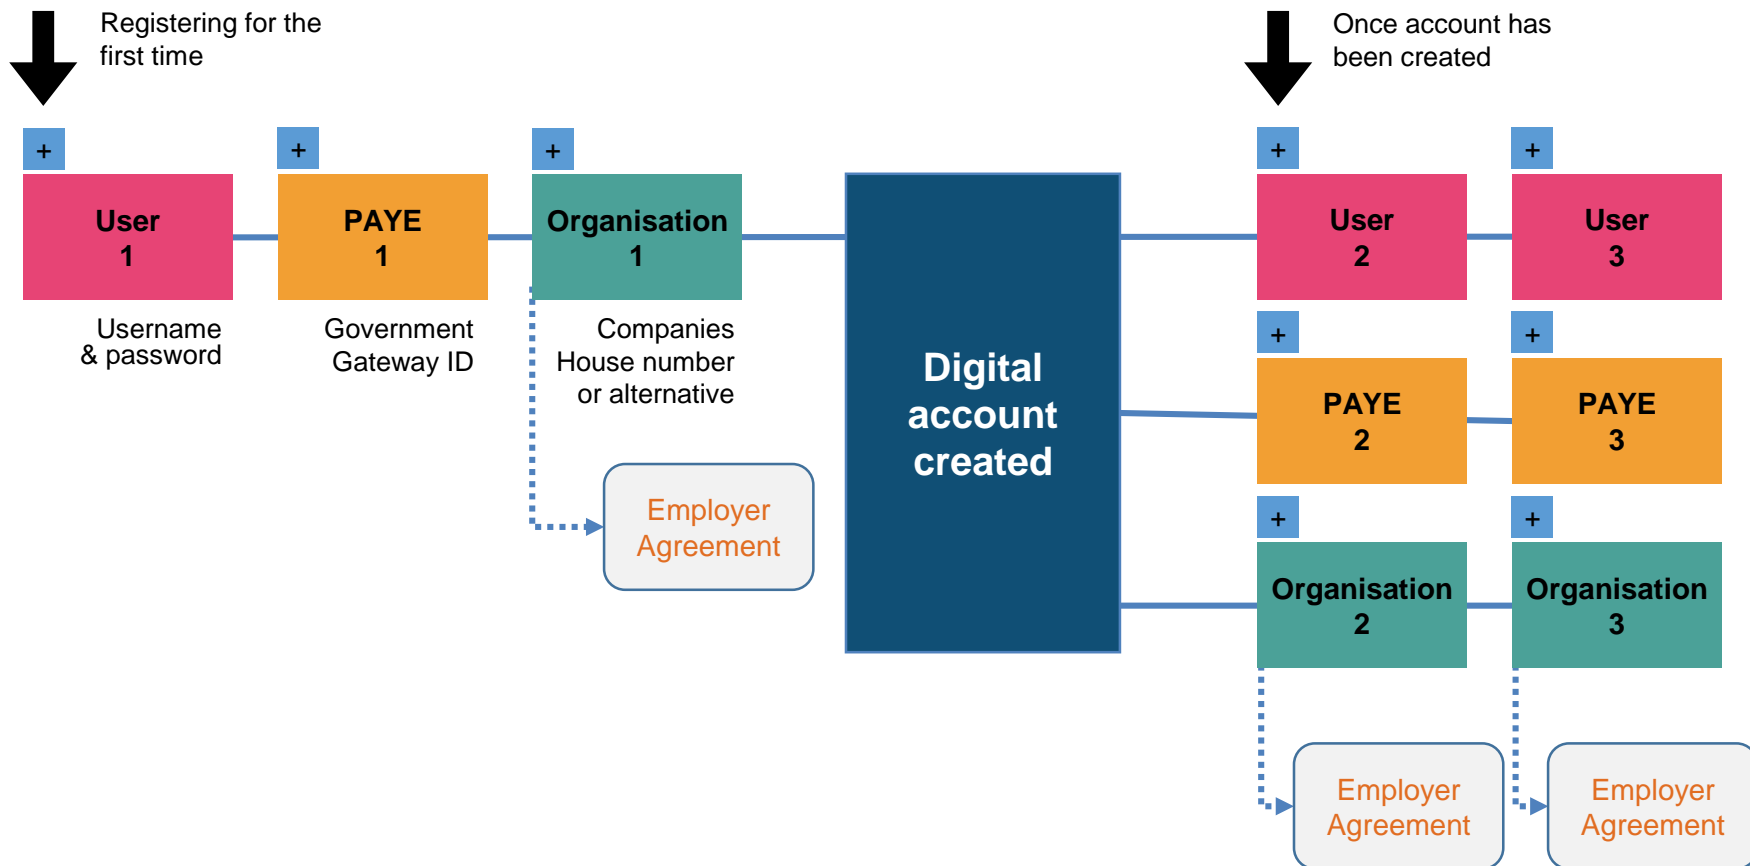 Registering for the
first time
Once account has
been created
+
+
+
+
+
User
1
PAYE
1
Organisation
1
User
2
User
3
Username
& password
Government
Gateway ID
Companies
House number
or alternative
Digital
account
created
+
+
PAYE
2
PAYE
3
Employer
Agreement
+
+
Organisation
2
Organisation
3
Employer
Agreement
Employer
Agreement